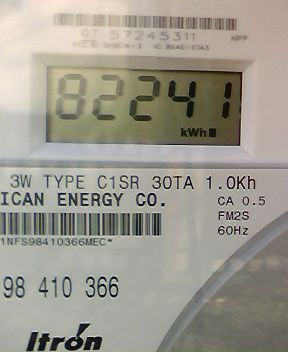 07 57245311 HPP
82241
kWh
3W TYPE C1SR 30TA 1.0Kh
ICAN ENERGY CO. CA 0.5
FM2S
1NFS98410366MEC* 60Hz
98 410 366
Itron